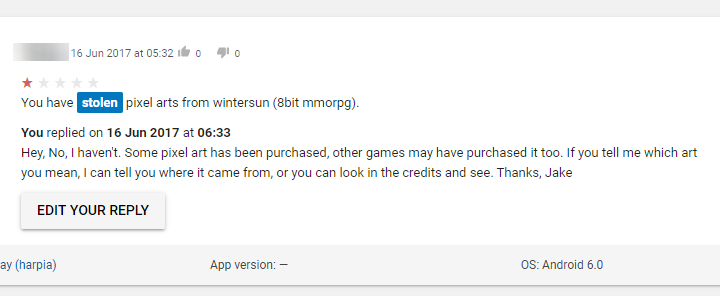 16 Jun 2017 at 05:32 0 0
You have stolen pixel arts from wintersun (8bit mmorpg).
You replied on 16 Jun 2017 at 06:33
Hey, No, I haven't. Some pixel art has been purchased, other games may have purchased it too. If you tell me which art
you mean, I can tell you where it came from, or you can look in the credits and see. Thanks, Jake
EDIT YOUR REPLY
ay (harpia) App version: — OS: Android 6.0